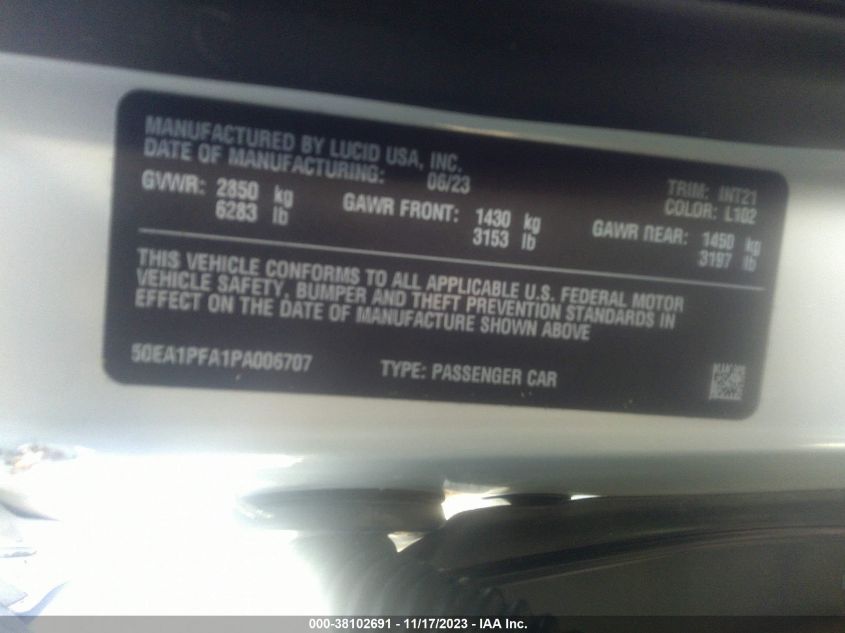 MANUFACTURED BY LUCID USA, INC.
DATE OF MANUFACTURING: 06/23
TRIM: INT21
COLOR: L102
GVWR: 2850 kg
6283 lb
GAWR FRONT: 1430 kg
3153 lb
GAWR REAR: 1450 kg
3197 lb
THIS VEHICLE CONFORMS TO ALL APPLICABLE U.S. FEDERAL MOTOR
VEHICLE SAFETY, BUMPER AND THEFT PREVENTION STANDARDS IN
EFFECT ON THE DATE OF MANUFACTURE SHOWN ABOVE
50EA1PFA1PA006707
TYPE: PASSENGER CAR
000-38102691 - 11/17/2023 - IAA Inc.